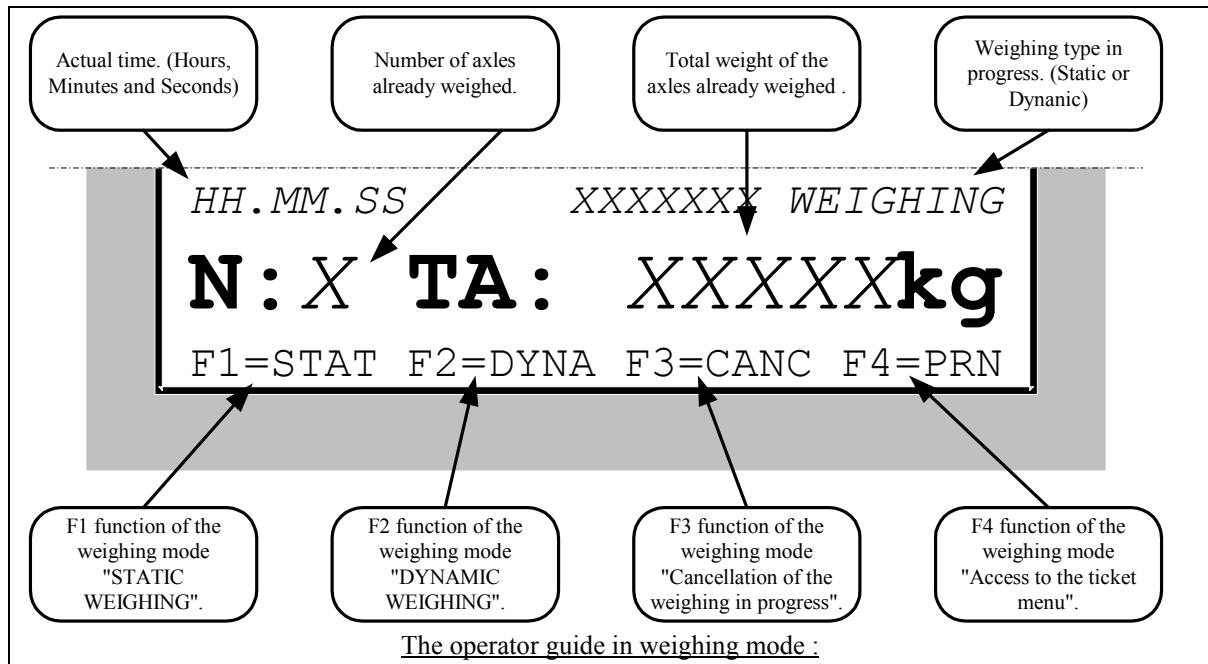 Actual time. (Hours,
Minutes and Seconds)
Number of axles
already weighed.
Total weight of the
axles already weighed .
Weighing type in
progress. (Static or
Dynanic)
HH.MM.SS XXXXXXX WEIGHING
N:X TA: XXXXXkg
F1=STAT F2=DYNA F3=CANC F4=PRN
F1 function of the
weighing mode
"STATIC
WEIGHING".
F2 function of the
weighing mode
"DYNAMIC
WEIGHING".
F3 function of the
weighing mode
"Cancellation of the
weighing in progress".
F4 function of the
weighing mode
"Access to the ticket
menu".
The operator guide in weighing mode :